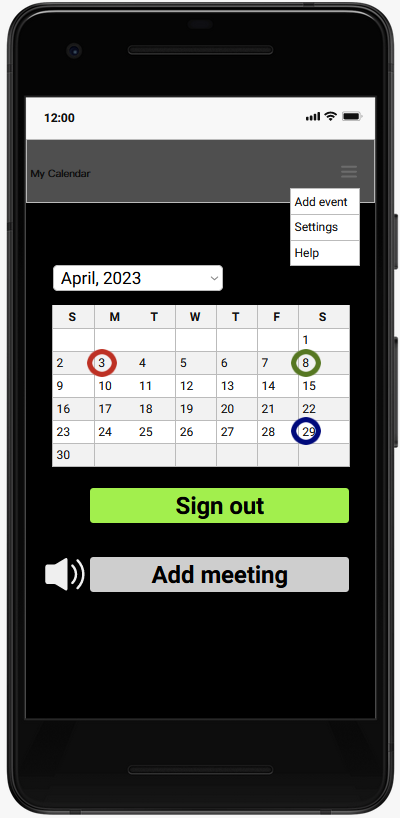 12:00
My Calendar
Add event
Settings
Help
April, 2023
S M T W T F S
1
2 3 4 5 6 7 8
9 10 11 12 13 14 15
16 17 18 19 20 21 22
23 24 25 26 27 28 29
30
Sign out
Add meeting